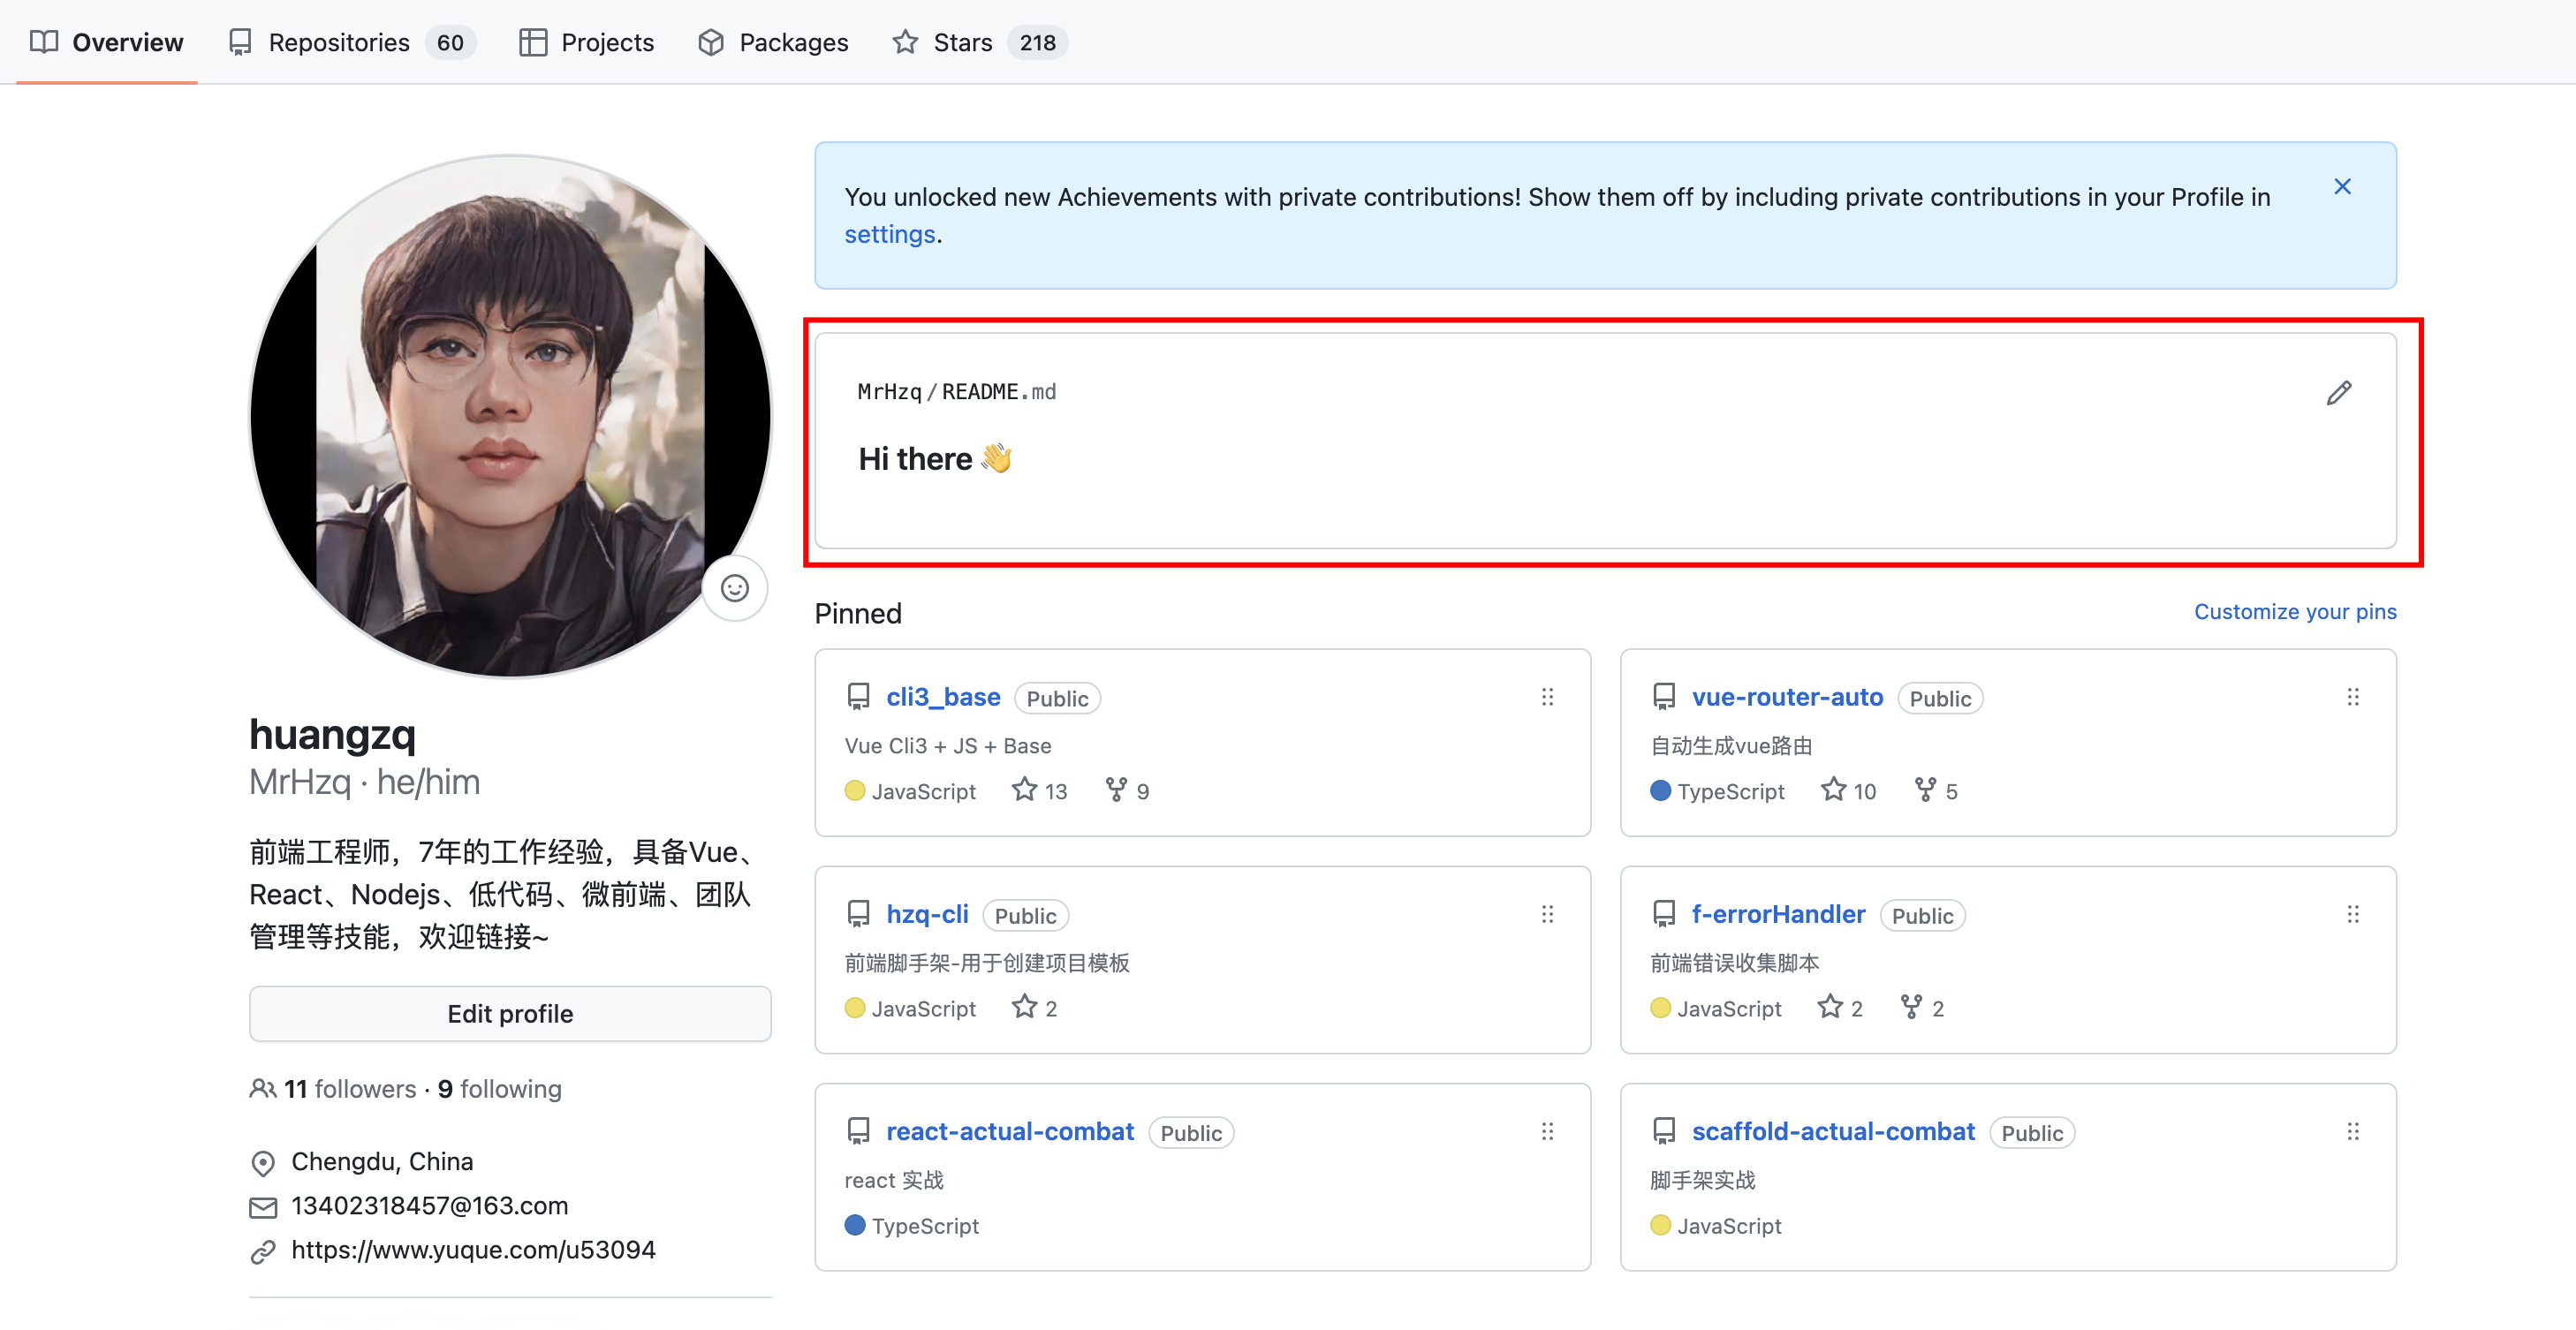 Overview Repositories 60 Projects Packages Stars 218
You unlocked new Achievements with private contributions! Show them off by including private contributions in your Profile in
settings.
MrHzq/README.md
Hi there 👋
huangzq
MrHzq · he/him
前端工程师，7年的工作经验，具备Vue、
React、Nodejs、低代码、微前端、团队
管理等技能，欢迎链接~
Edit profile
11 followers · 9 following
Chengdu, China
13402318457@163.com
https://www.yuque.com/u53094
Pinned
Customize your pins
cli3_base Public
Vue Cli3 + JS + Base
JavaScript 13 9
vue-router-auto Public
自动生成vue路由
TypeScript 10 5
hzq-cli Public
前端脚手架-用于创建项目模板
JavaScript 2
f-errorHandler Public
前端错误收集脚本
JavaScript 2 2
react-actual-combat Public
react 实战
TypeScript
scaffold-actual-combat Public
脚手架实战
JavaScript